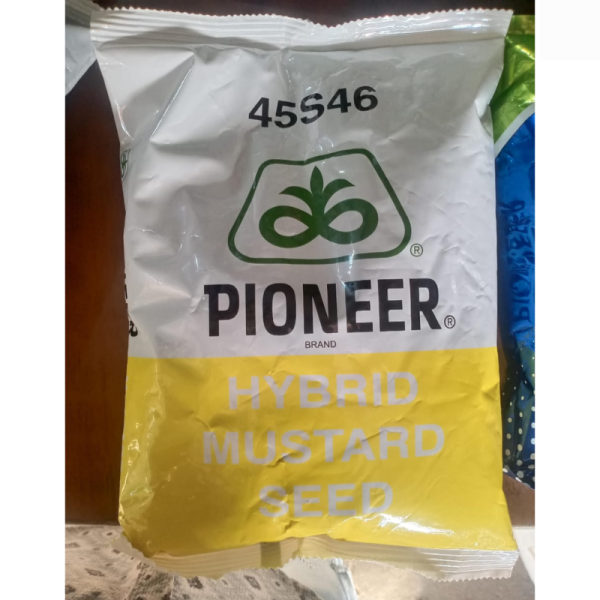 45S46
®
PIONEER®
BRAND
HYBRID
MUSTARD
SEED